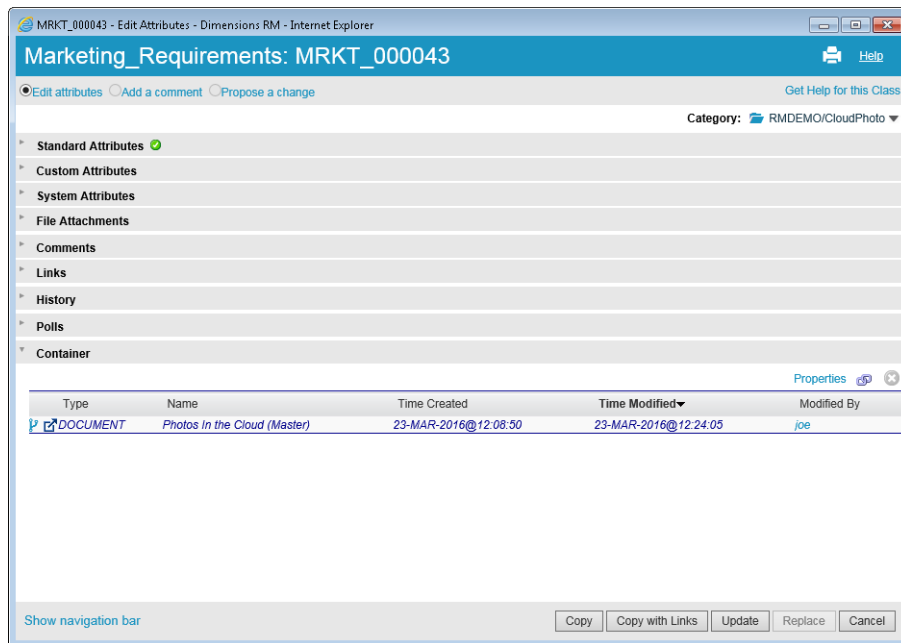 MRKT_000043 - Edit Attributes - Dimensions RM - Internet Explorer
Marketing_Requirements: MRKT_000043 Help
Edit attributes Add a comment Propose a change Get Help for this Class
Category: RMDEMO/CloudPhoto
Standard Attributes
Custom Attributes
System Attributes
File Attachments
Comments
Links
History
Polls
Container
Properties
Type Name Time Created Time Modified Modified By
DOCUMENT Photos In the Cloud (Master) 23-MAR-2016@12:08:50 23-MAR-2016@12:24:05 joe
Show navigation bar Copy Copy with Links Update Replace Cancel